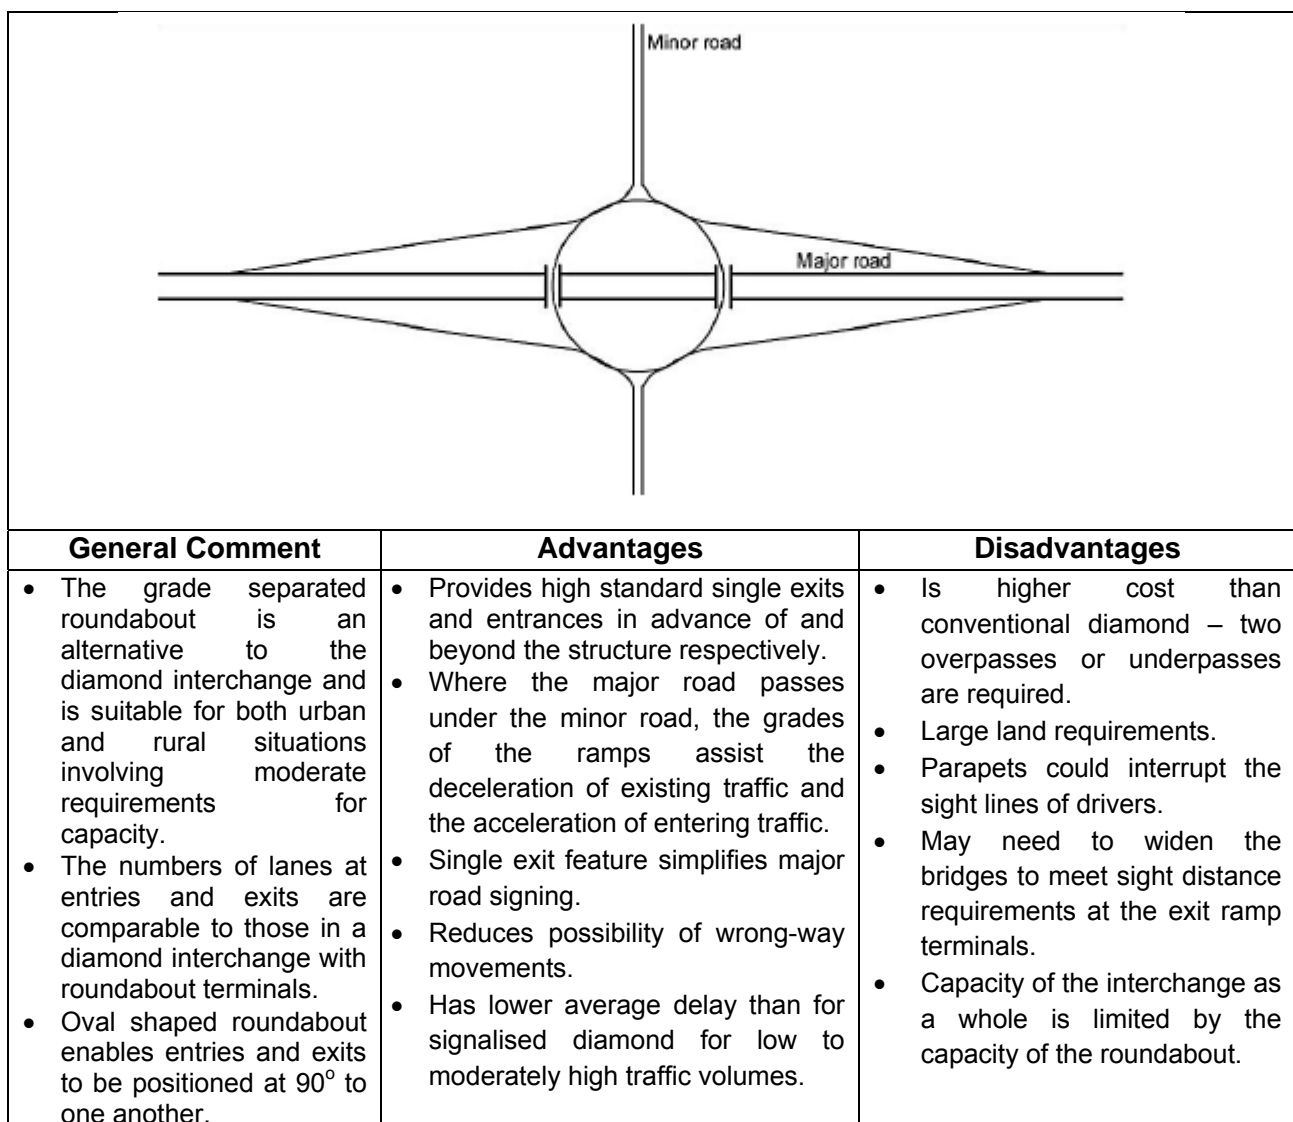 Minor road
Major road
General Comment
Advantages
Disadvantages
• The grade separated
roundabout is an
alternative to the
diamond interchange and
is suitable for both urban
and rural situations
involving moderate
requirements for
capacity.
• The numbers of lanes at
entries and exits are
comparable to those in a
diamond interchange with
roundabout terminals.
• Oval shaped roundabout
enables entries and exits
to be positioned at 90° to
one another.
• Provides high standard single exits
and entrances in advance of and
beyond the structure respectively.
• Where the major road passes
under the minor road, the grades
of the ramps assist the
deceleration of existing traffic and
the acceleration of entering traffic.
• Single exit feature simplifies major
road signing.
• Reduces possibility of wrong-way
movements.
• Has lower average delay than for
signalised diamond for low to
moderately high traffic volumes.
• Is higher cost than
conventional diamond – two
overpasses or underpasses
are required.
• Large land requirements.
• Parapets could interrupt the
sight lines of drivers.
• May need to widen the
bridges to meet sight distance
requirements at the exit ramp
terminals.
• Capacity of the interchange as
a whole is limited by the
capacity of the roundabout.